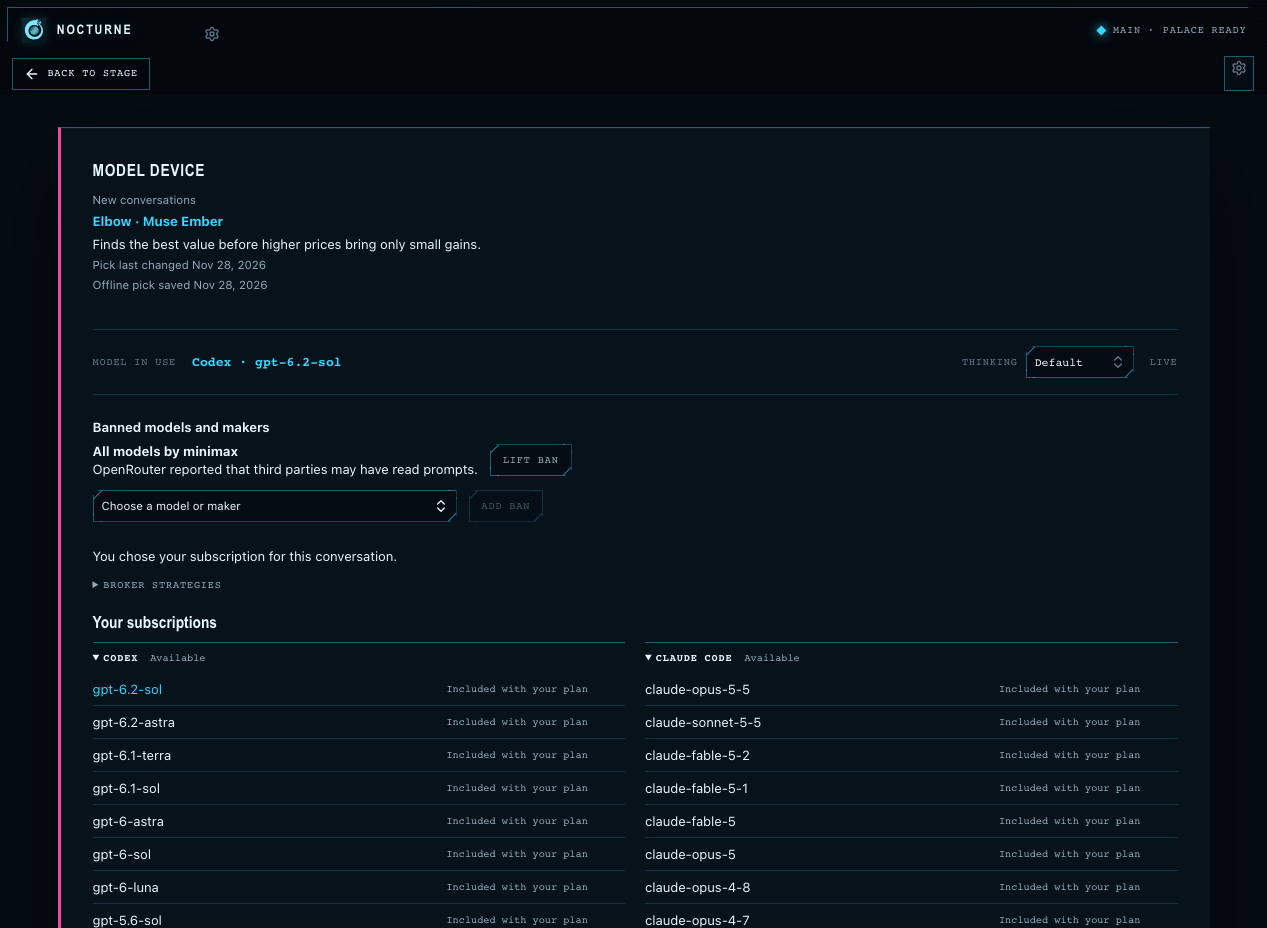 NOCTURNE
MAIN · PALACE READY
BACK TO STAGE
MODEL DEVICE
New conversations
Elbow · Muse Ember
Finds the best value before higher prices bring only small gains.
Pick last changed Nov 28, 2026
Offline pick saved Nov 28, 2026
MODEL IN USE Codex · gpt-6.2-sol THINKING Default LIVE
Banned models and makers
All models by minimax
OpenRouter reported that third parties may have read prompts. LIFT BAN
Choose a model or maker ADD BAN
You chose your subscription for this conversation.
BROKER STRATEGIES
Your subscriptions
CODEX Available
gpt-6.2-sol Included with your plan
gpt-6.2-astra Included with your plan
gpt-6.1-terra Included with your plan
gpt-6.1-sol Included with your plan
gpt-6-astra Included with your plan
gpt-6-sol Included with your plan
gpt-6-luna Included with your plan
gpt-5.6-sol Included with your plan
CLAUDE CODE Available
claude-opus-5-5 Included with your plan
claude-sonnet-5-5 Included with your plan
claude-fable-5-2 Included with your plan
claude-fable-5-1 Included with your plan
claude-fable-5 Included with your plan
claude-opus-5 Included with your plan
claude-opus-4-8 Included with your plan
claude-opus-4-7 Included with your plan